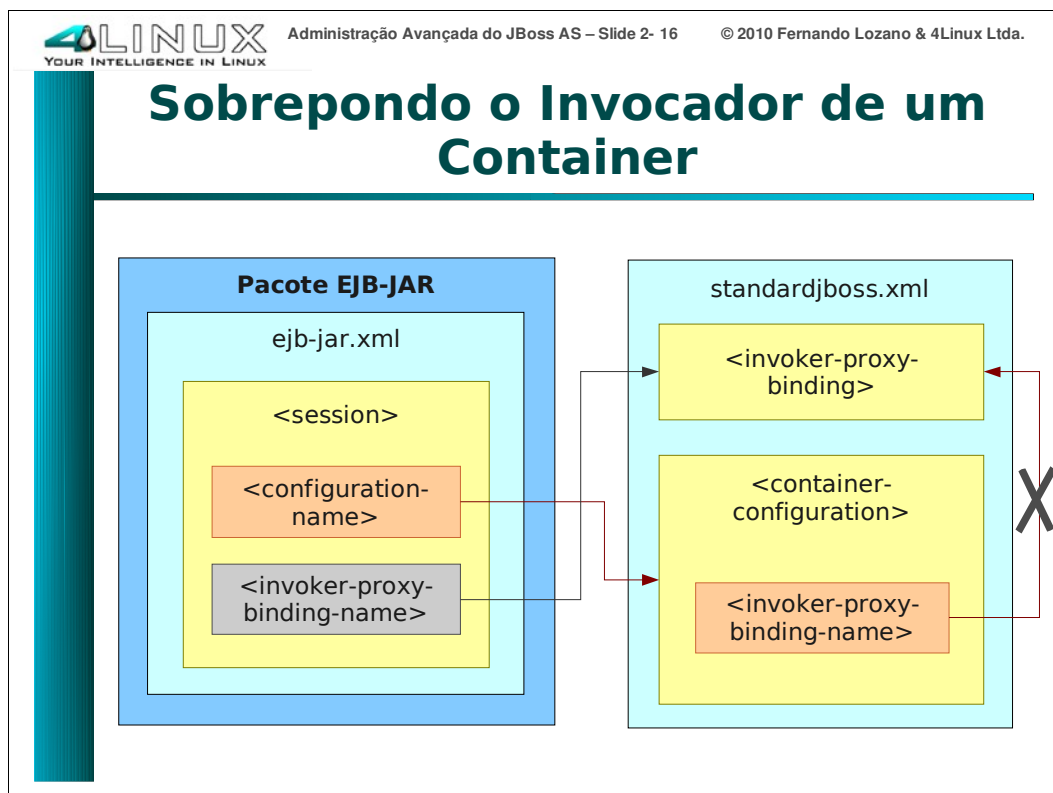 4LINUX
YOUR INTELLIGENCE IN LINUX
Administração Avançada do JBoss AS – Slide 2- 16
© 2010 Fernando Lozano & 4Linux Ltda.
Sobrepondo o Invocador de um
Container
Pacote EJB-JAR
ejb-jar.xml
<session>
<configuration-
name>
<invoker-proxy-
binding-name>
standardjboss.xml
<invoker-proxy-
binding>
<container-
configuration>
<invoker-proxy-
binding-name>